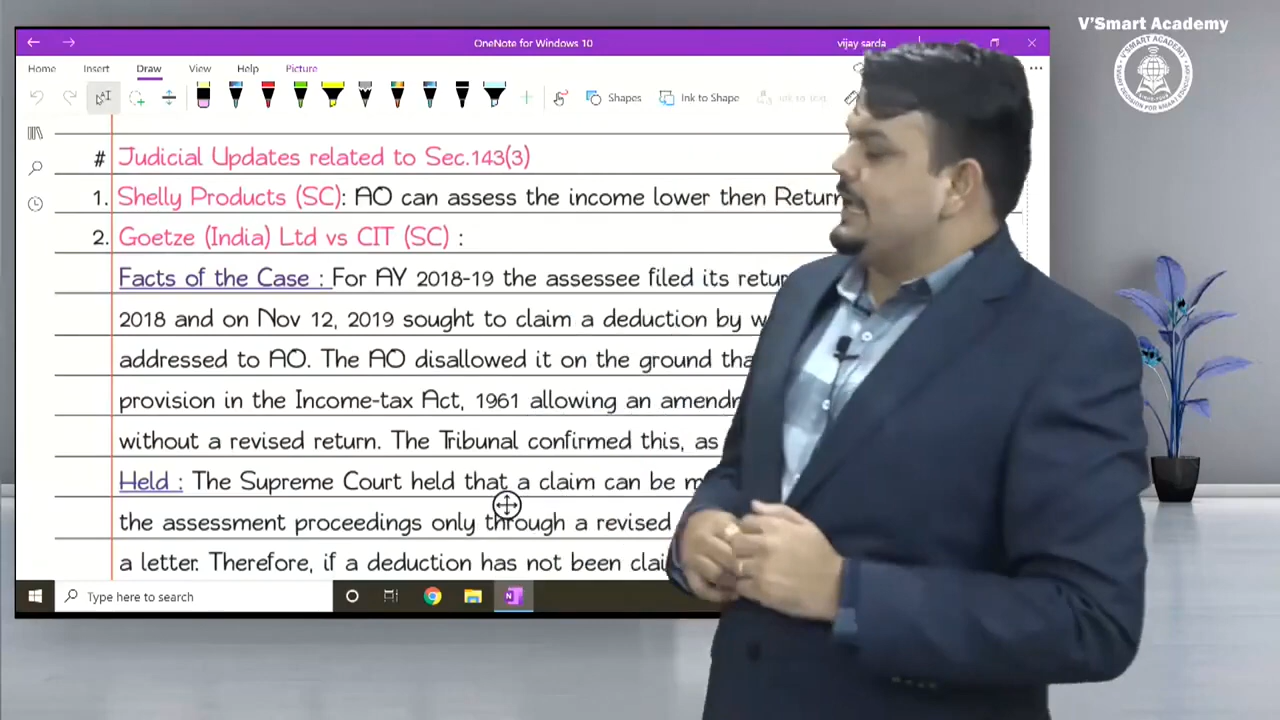 V'Smart Academy
OneNote for Windows 10
vijay sarda
Home Insert Draw View Help Picture
Shapes Ink to Shape Ink to Text
# Judicial Updates related to Sec.143(3)
1. Shelly Products (SC): AO can assess the income lower then Return
2. Goetze (India) Ltd vs CIT (SC) :
Facts of the Case : For AY 2018-19 the assessee filed its retu
2018 and on Nov 12, 2019 sought to claim a deduction by w
addressed to AO. The AO disallowed it on the ground tha
provision in the Income-tax Act, 1961 allowing an amendm
without a revised return. The Tribunal confirmed this, as
Held : The Supreme Court held that a claim can be m
the assessment proceedings only through a revised
a letter. Therefore, if a deduction has not been clai
Type here to search